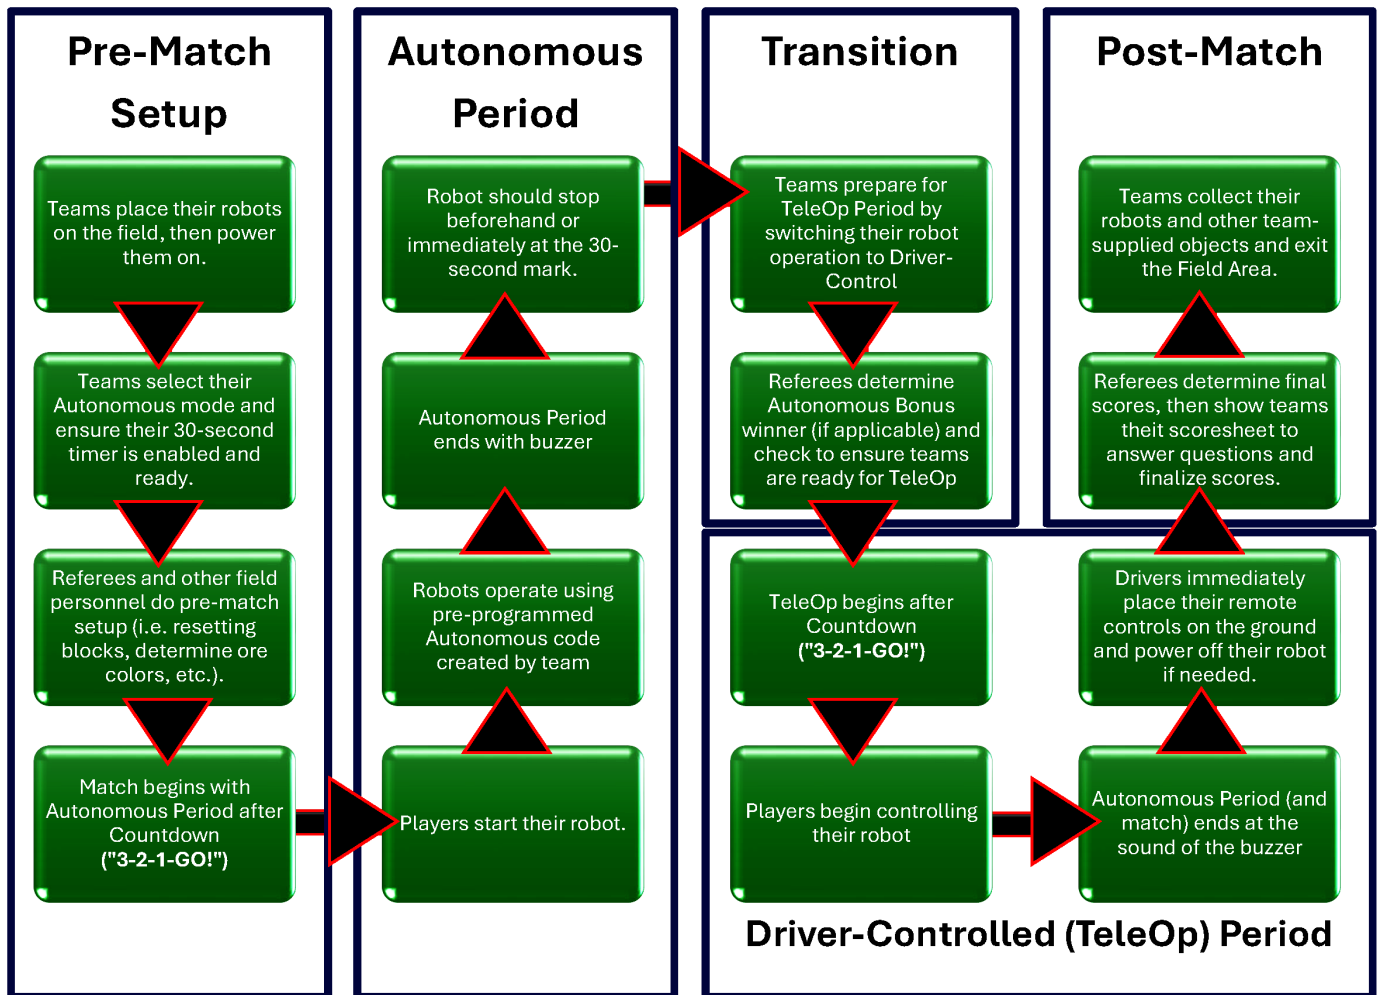 Pre-Match
Setup
Teams place their robots
on the field, then power
them on.
Teams select their
Autonomous mode and
ensure their 30-second
timer is enabled and
ready.
Referees and other field
personnel do pre-match
setup (i.e. resetting
blocks, determine ore
colors, etc.).
Match begins with
Autonomous Period after
Countdown
("3-2-1-GO!")
Autonomous
Period
Players start their robot.
Robots operate using
pre-programmed
Autonomous code
created by team
Autonomous Period
ends with buzzer
Robot should stop
beforehand or
immediately at the 30-
second mark.
Transition
Teams prepare for
TeleOp Period by
switching their robot
operation to Driver-
Control
Referees determine
Autonomous Bonus
winner (if applicable) and
check to ensure teams
are ready for TeleOp
TeleOp begins after
Countdown
("3-2-1-GO!")
Players begin controlling
their robot
Autonomous Period (and
match) ends at the
sound of the buzzer
Drivers immediately
place their remote
controls on the ground
and power off their robot
if needed.
Driver-Controlled (TeleOp) Period
Post-Match
Referees determine final
scores, then show teams
theit scoresheet to
answer questions and
finalize scores.
Teams collect their
robots and other team-
supplied objects and exit
the Field Area.